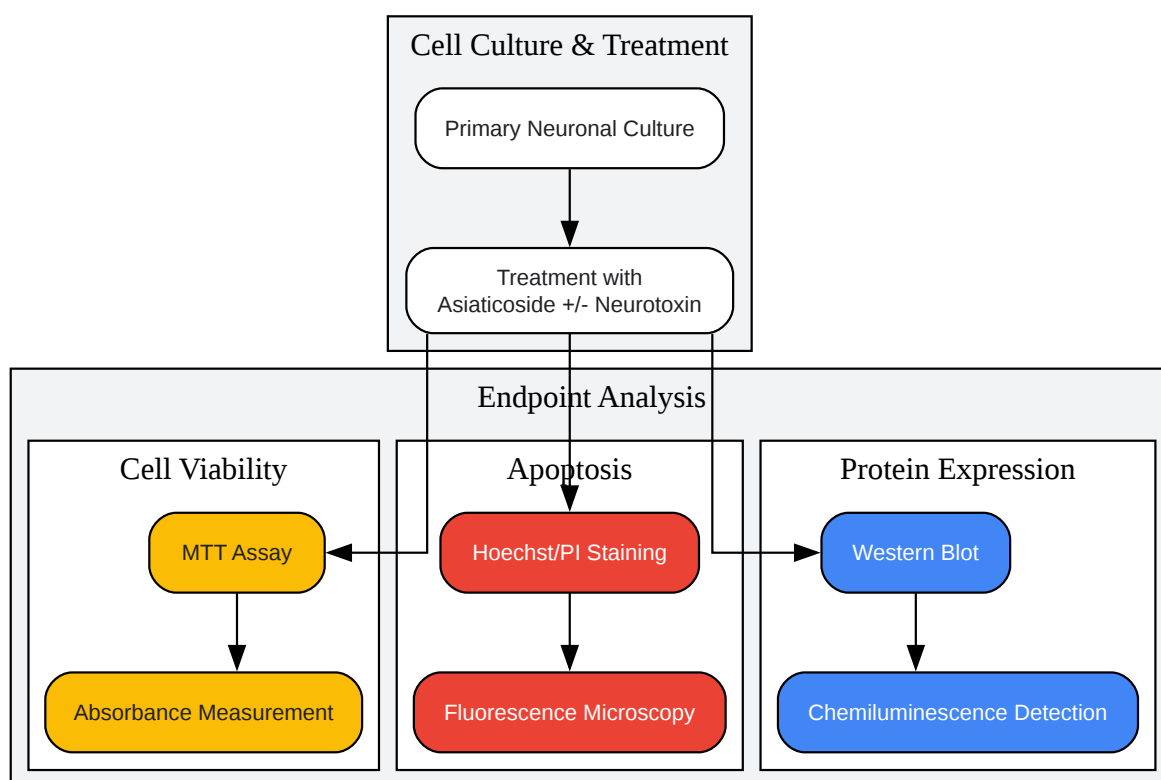 Cell Culture & Treatment
Primary Neuronal Culture
Treatment with
Asiaticoside +/- Neurotoxin
Endpoint Analysis
Cell Viability
Apoptosis
Protein Expression
MTT Assay
Hoechst/PI Staining
Western Blot
Absorbance Measurement
Fluorescence Microscopy
Chemiluminescence Detection